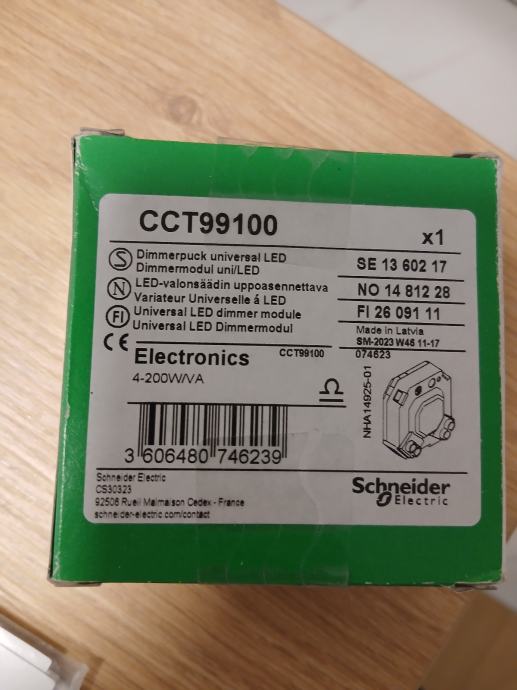 CCT99100
x1
S Dimmerpuck universal LED
Dimmermodul uni/LED
N LED-valonsäädin uppoasennettava
Variateur Universelle á LED
FI Universal LED dimmer module
Universal LED Dimmermodul
SE 13 602 17
NO 14 812 28
FI 26 091 11
Made in Latvia
SM-2023 W46 11-17
074623
CE
Electronics
CCT99100
4-200W/VA
NHA14925-01
3 606480 746239
Schneider Electric
CS30323
92506 Rueil Malmaison Cedex - France
schneider-electric.com/contact
Schneider
Electric